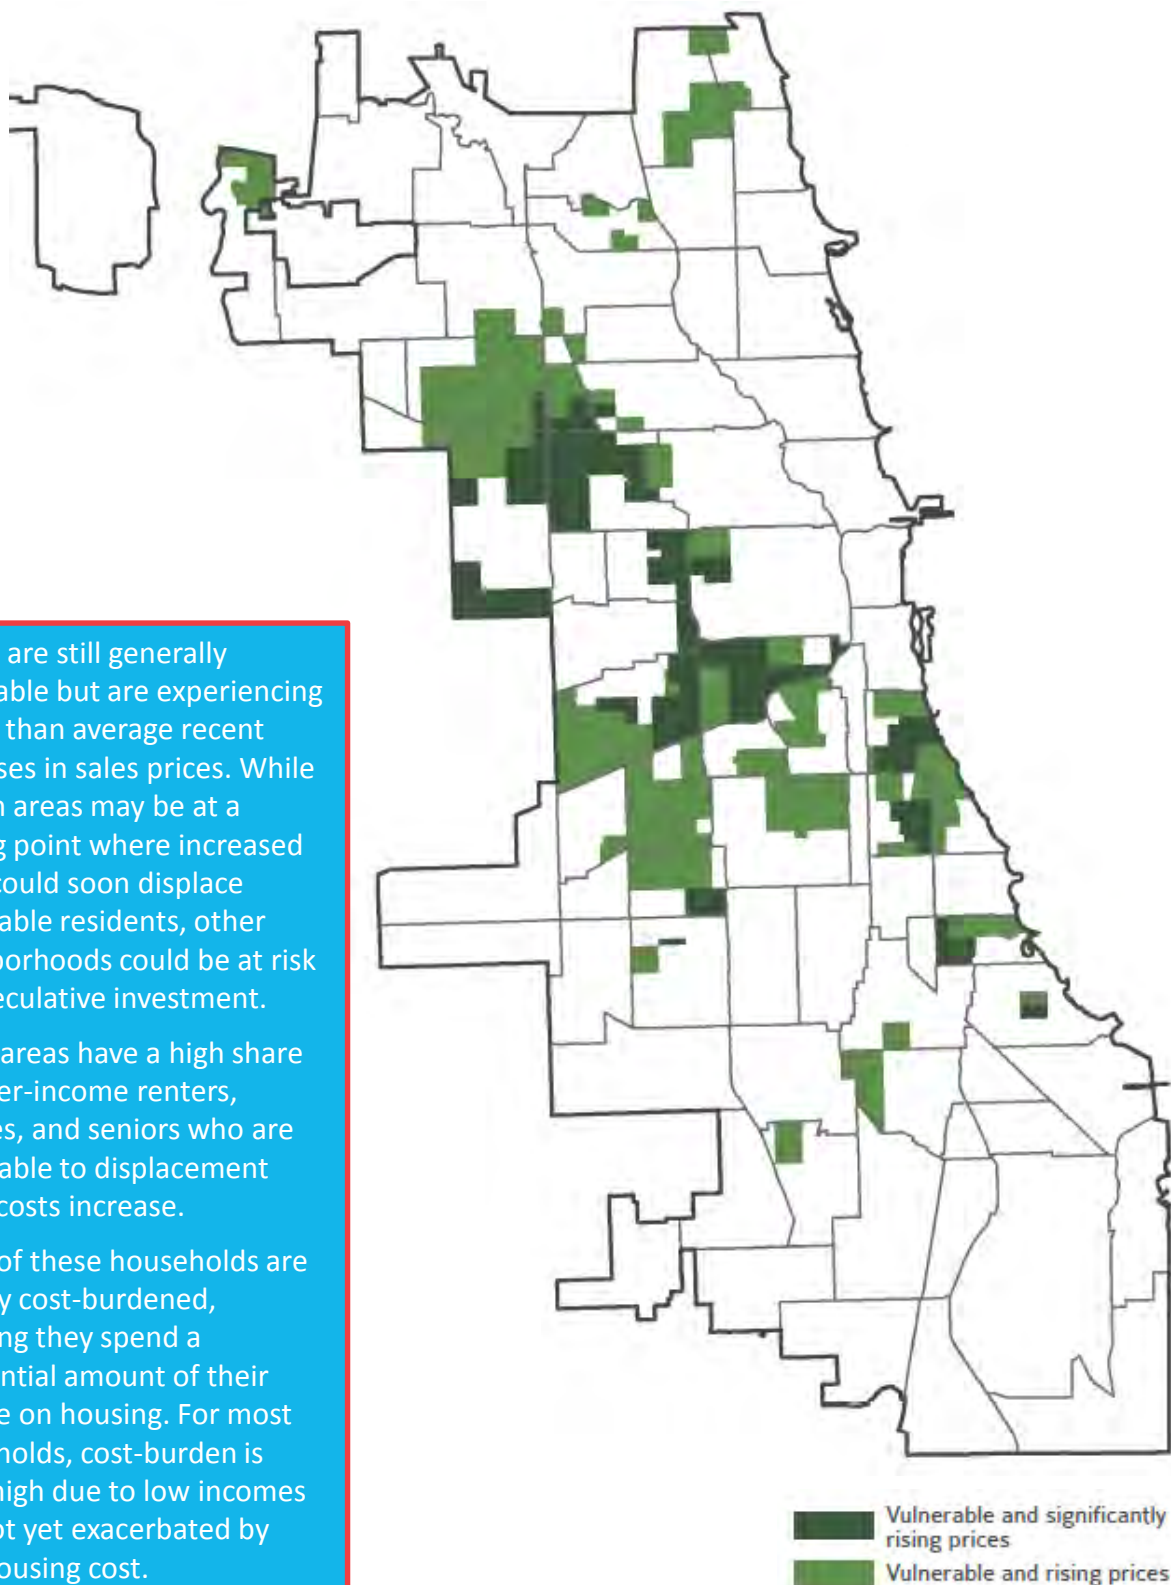 are still generally
able but are experiencing
than average recent
ses in sales prices. While
n areas may be at a
g point where increased
could soon displace
able residents, other
borhoods could be at risk
eculative investment.
areas have a high share
er-income renters,
es, and seniors who are
able to displacement
costs increase.
of these households are
y cost-burdened,
ng they spend a
ntial amount of their
e on housing. For most
holds, cost-burden is
high due to low incomes
ot yet exacerbated by
ousing cost.
Vulnerable and significantly
rising prices
Vulnerable and rising prices